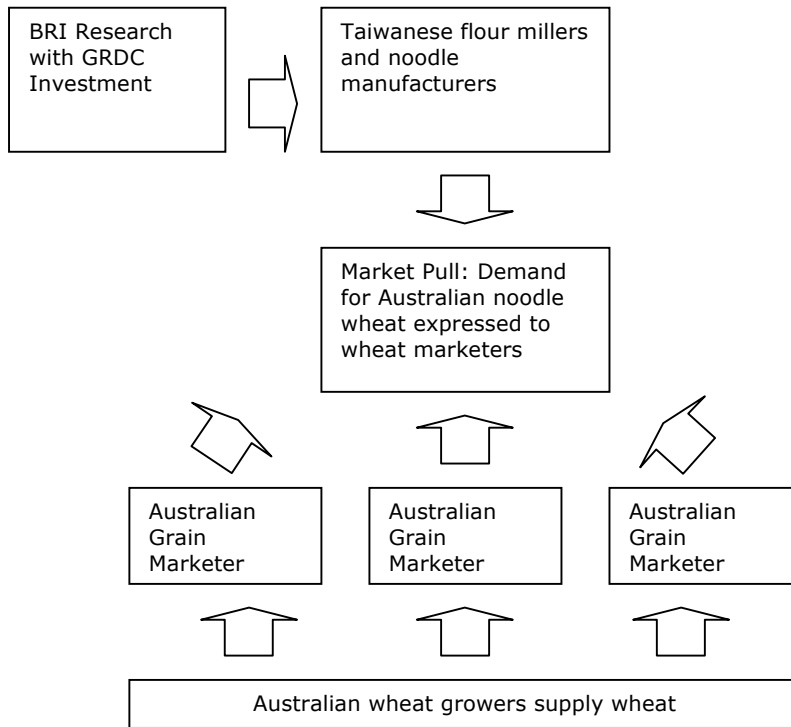 BRI Research
with GRDC
Investment
Taiwanese flour millers
and noodle
manufacturers
Market Pull: Demand
for Australian noodle
wheat expressed to
wheat marketers
Australian
Grain
Marketer
Australian
Grain
Marketer
Australian
Grain
Marketer
Australian wheat growers supply wheat